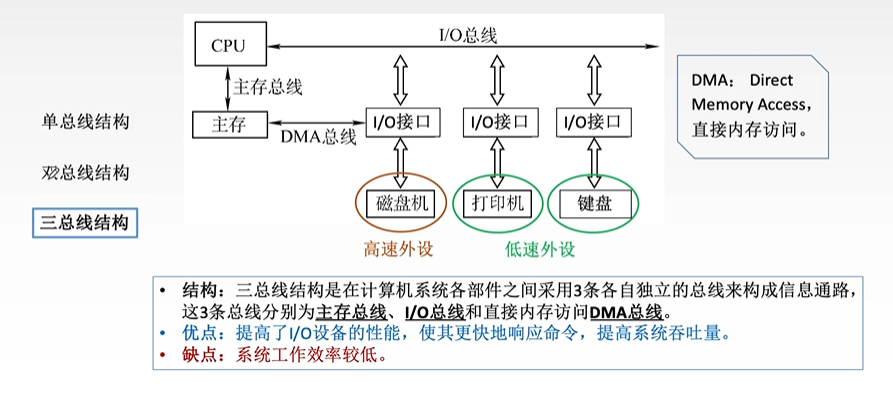 CPU
I/O总线
主存总线
主存
DMA总线
I/O接口
I/O接口
I/O接口
磁盘机
打印机
键盘
高速外设
低速外设
DMA： Direct
Memory Access，
直接内存访问。
单总线结构
双总线结构
三总线结构
• 结构：三总线结构是在计算机系统各部件之间采用3条各自独立的总线来构成信息通路，
这3条总线分别为主存总线、I/O总线和直接内存访问DMA总线。
• 优点：提高了I/O设备的性能，使其更快地响应命令，提高系统吞吐量。
• 缺点：系统工作效率较低。